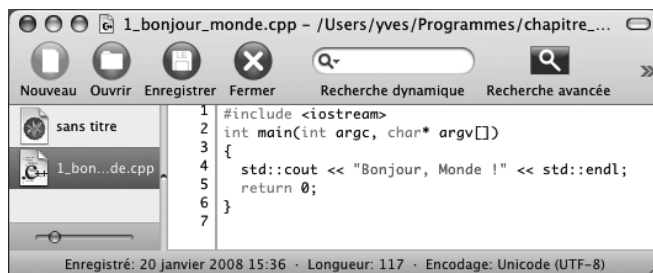 1_bonjour_monde.cpp – /Users/yves/Programmes/chapitre_...
Nouveau Ouvrir Enregistrer Fermer Recherche dynamique Recherche avancée
sans titre
C++ 1_bon...de.cpp
1 #include <iostream>
2 int main(int argc, char* argv[])
3 {
4 std::cout << "Bonjour, Monde !" << std::endl;
5 return 0;
6 }
7
Enregistré: 20 janvier 2008 15:36 · Longueur: 117 · Encodage: Unicode (UTF-8)